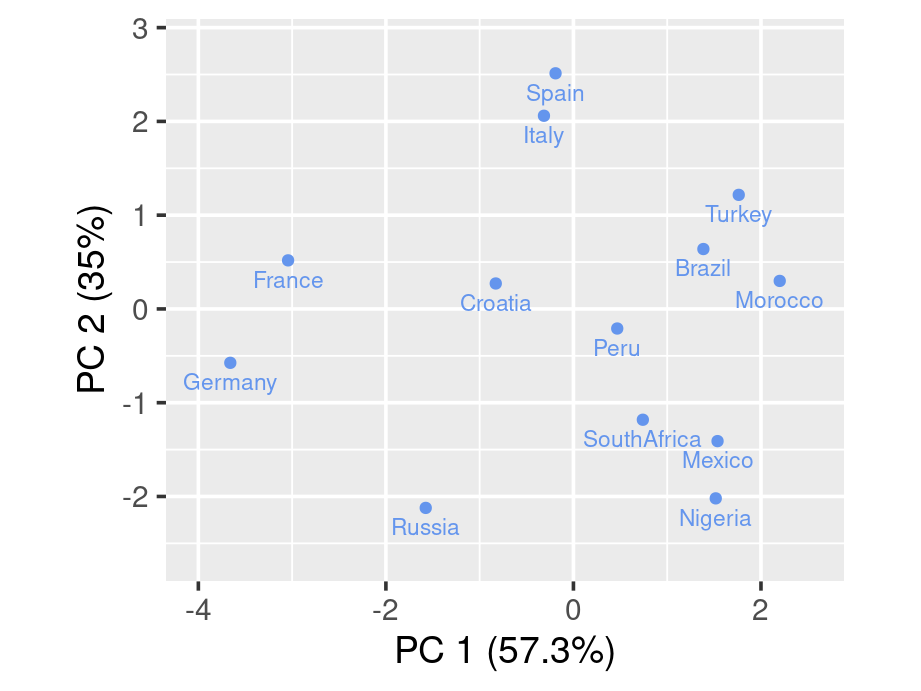 3
Spain
2
Italy
Turkey
1
Brazil
France
Morocco
Croatia
0
Peru
Germany
-1
SouthAfrica
Mexico
-2
Nigeria
Russia
PC 2 (35%)
-4
-2
0
2
PC 1 (57.3%)